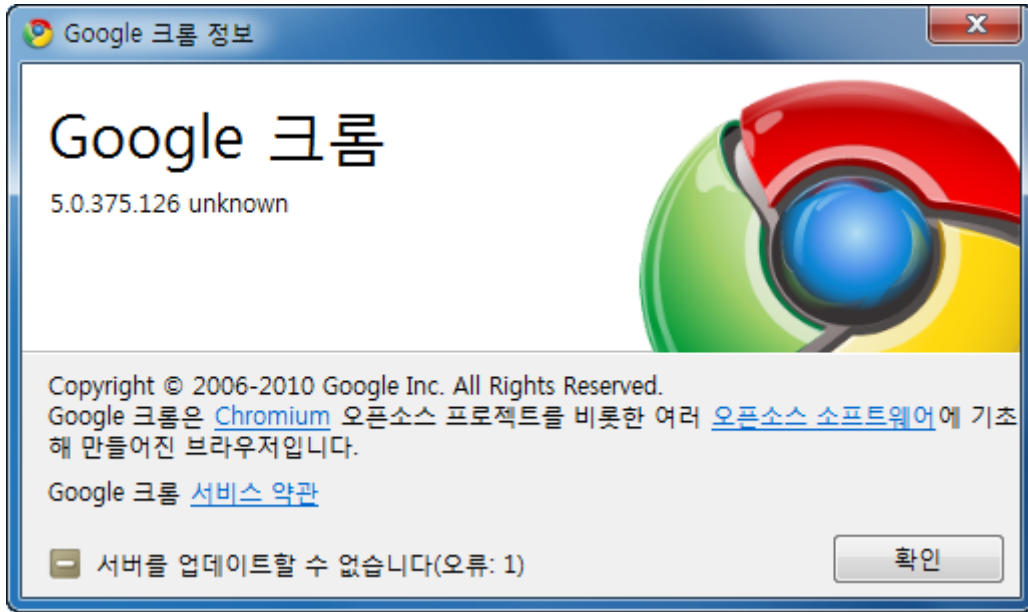 Google 크롬 정보
Google 크롬
5.0.375.126 unknown
Copyright © 2006-2010 Google Inc. All Rights Reserved.
Google 크롬은 Chromium 오픈소스 프로젝트를 비롯한 여러 오픈소스 소프트웨어에 기초
해 만들어진 브라우저입니다.
Google 크롬 서비스 약관
서버를 업데이트할 수 없습니다(오류: 1)
확인